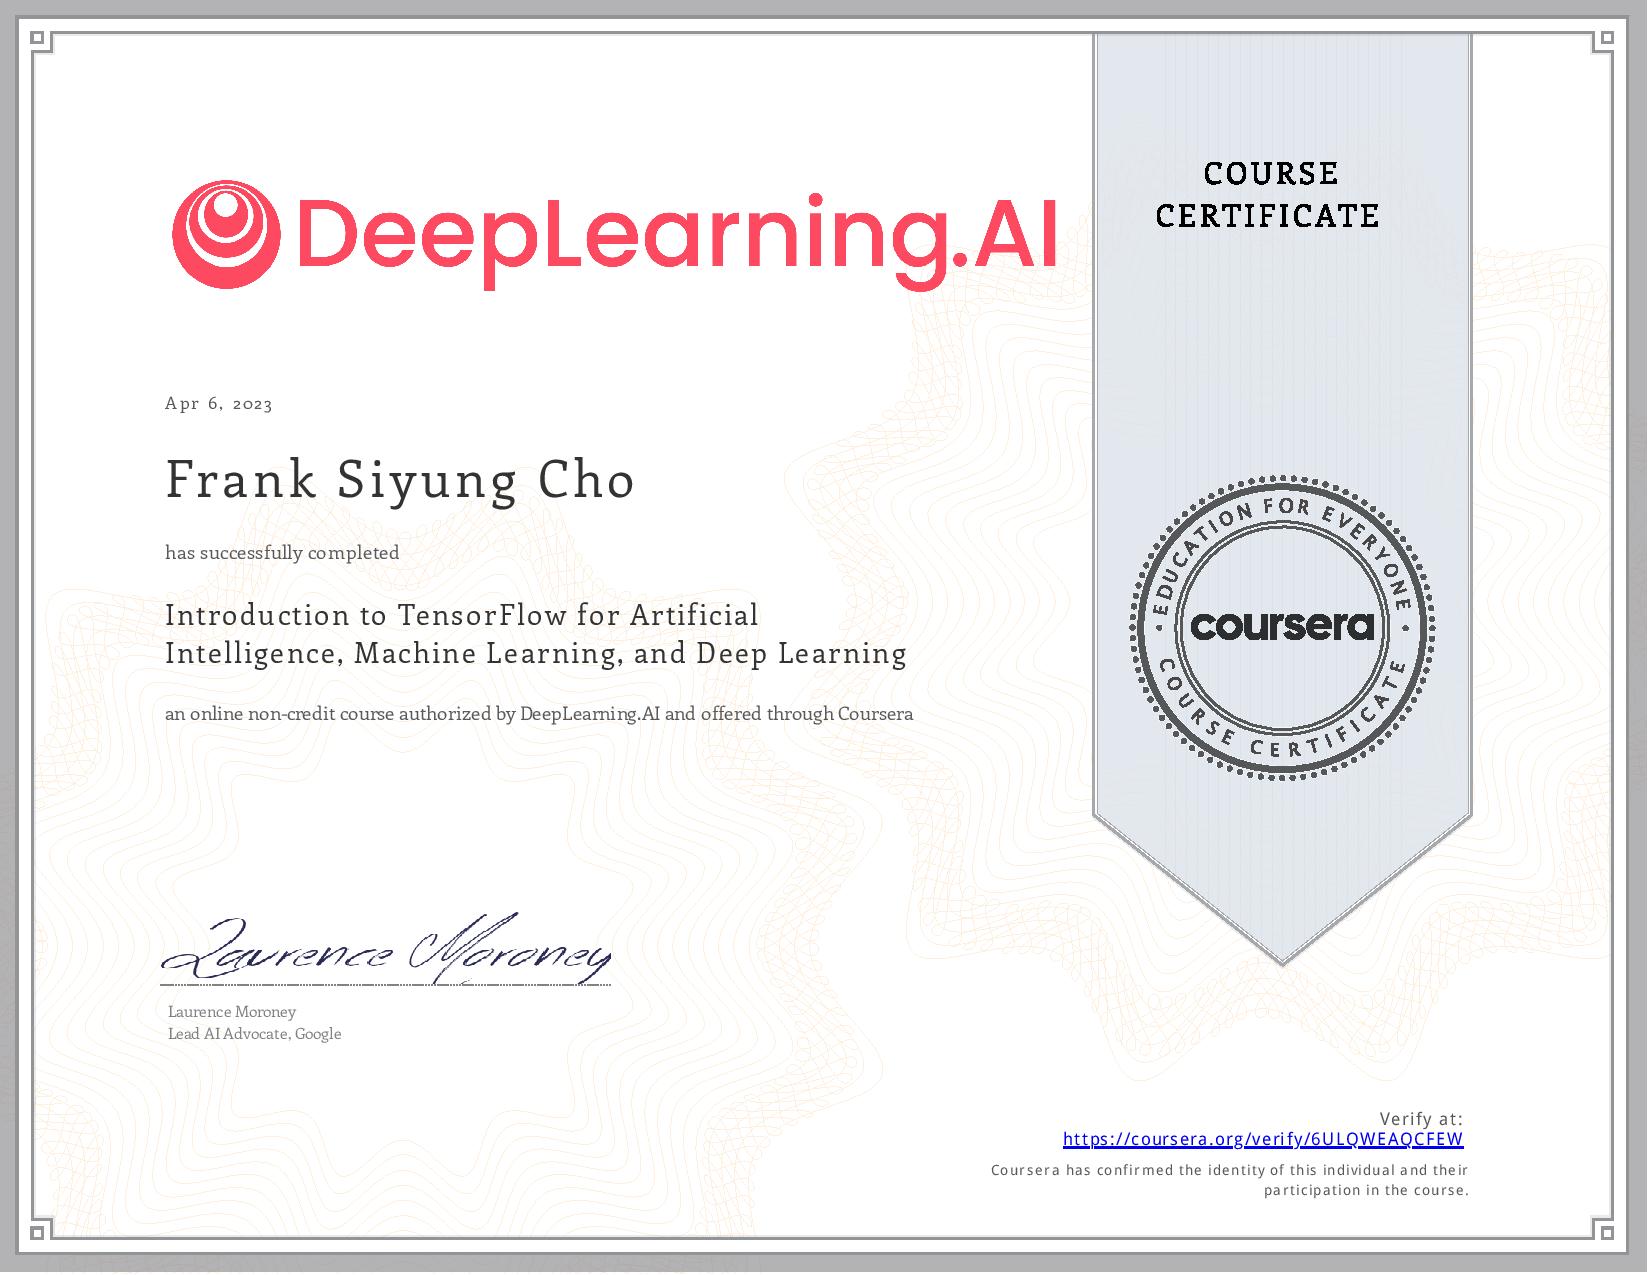 DeepLearning.AI
COURSE
CERTIFICATE
Apr 6, 2023
Frank Siyung Cho
has successfully completed
Introduction to TensorFlow for Artificial
Intelligence, Machine Learning, and Deep Learning
an online non-credit course authorized by DeepLearning.AI and offered through Coursera
EDUCATION FOR EVERYONE
coursera
COURSE CERTIFICATE
Laurence Moroney
Laurence Moroney
Lead AI Advocate, Google
Verify at:
https://coursera.org/verify/6ULQWEAQCFEW
Coursera has confirmed the identity of this individual and their
participation in the course.